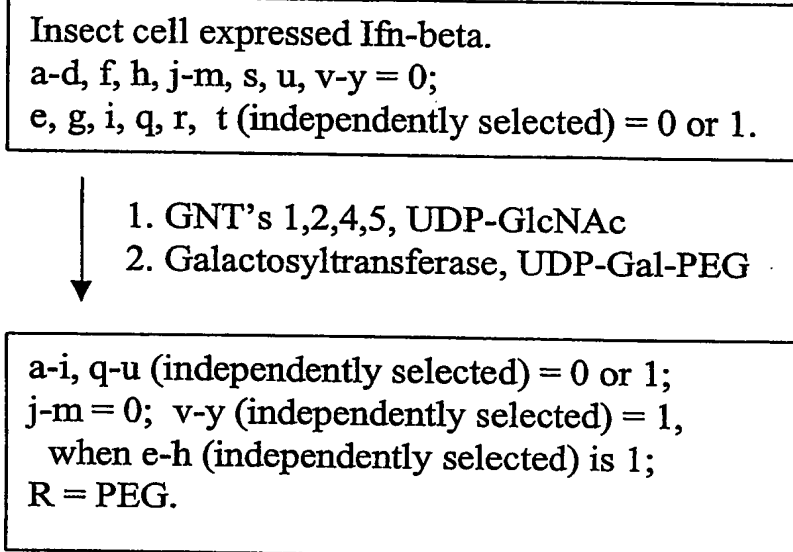 Insect cell expressed Ifn-beta.
a-d, f, h, j-m, s, u, v-y = 0;
e, g, i, q, r, t (independently selected) = 0 or 1.
1. GNT's 1,2,4,5, UDP-GlcNAc
2. Galactosyltransferase, UDP-Gal-PEG
a-i, q-u (independently selected) = 0 or 1;
j-m = 0; v-y (independently selected) = 1,
when e-h (independently selected) is 1;
R = PEG.